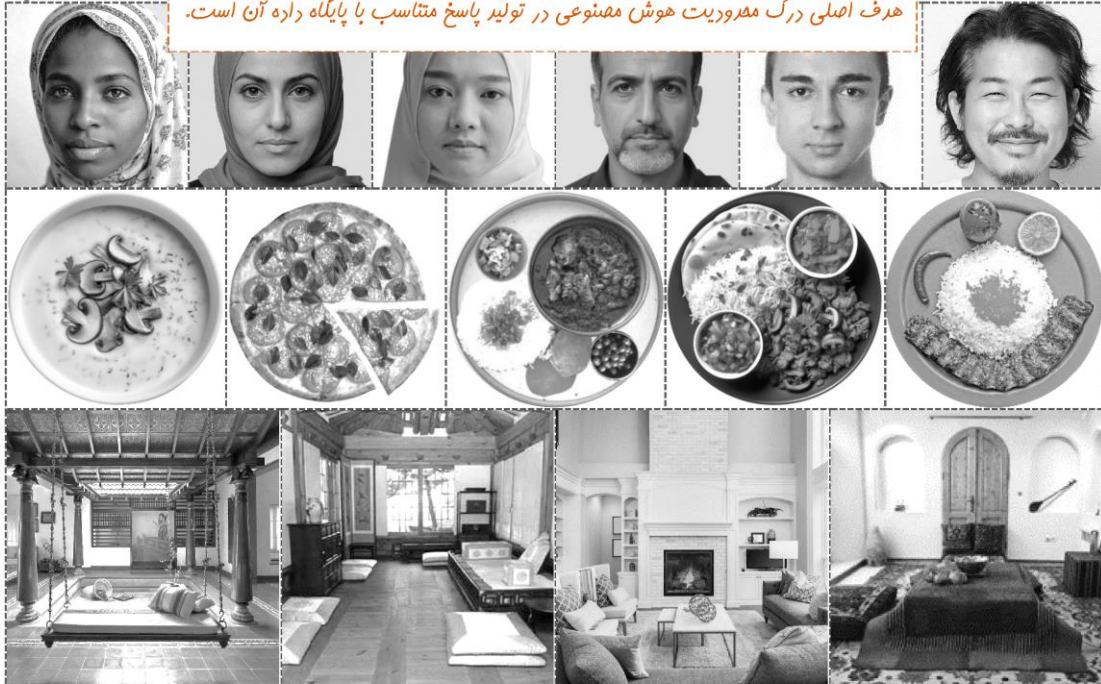 هدف اصلی درک محدودیت هوش مصنوعی در تولید پاسخ متناسب با پایگاه داده آن است.